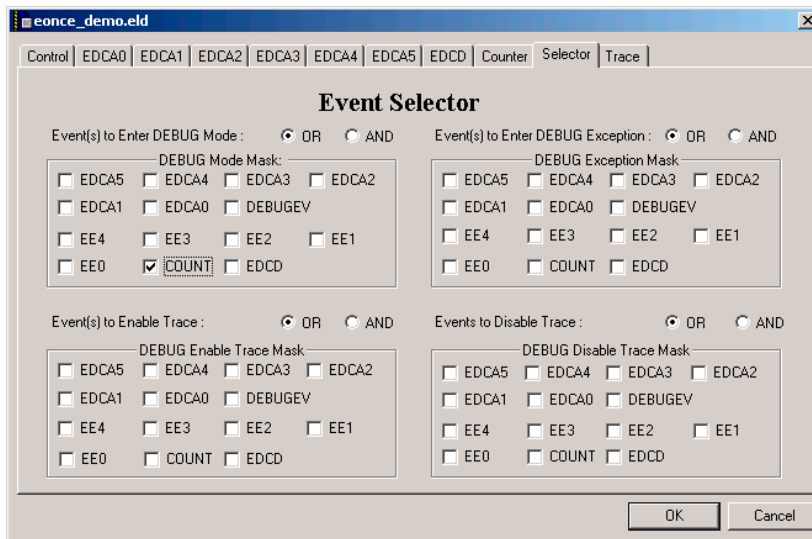 eonce_demo.eld
Control EDCA0 EDCA1 EDCA2 EDCA3 EDCA4 EDCA5 EDCD Counter Selector Trace
Event Selector
Event(s) to Enter DEBUG Mode : OR AND
DEBUG Mode Mask:
EDCA5 EDCA4 EDCA3 EDCA2
EDCA1 EDCA0 DEBUGEV
EE4 EE3 EE2 EE1
EE0 COUNT EDCD
Event(s) to Enter DEBUG Exception : OR AND
DEBUG Exception Mask
EDCA5 EDCA4 EDCA3 EDCA2
EDCA1 EDCA0 DEBUGEV
EE4 EE3 EE2 EE1
EE0 COUNT EDCD
Event(s) to Enable Trace : OR AND
DEBUG Enable Trace Mask
EDCA5 EDCA4 EDCA3 EDCA2
EDCA1 EDCA0 DEBUGEV
EE4 EE3 EE2 EE1
EE0 COUNT EDCD
Events to Disable Trace : OR AND
DEBUG Disable Trace Mask
EDCA5 EDCA4 EDCA3 EDCA2
EDCA1 EDCA0 DEBUGEV
EE4 EE3 EE2 EE1
EE0 COUNT EDCD
OK Cancel